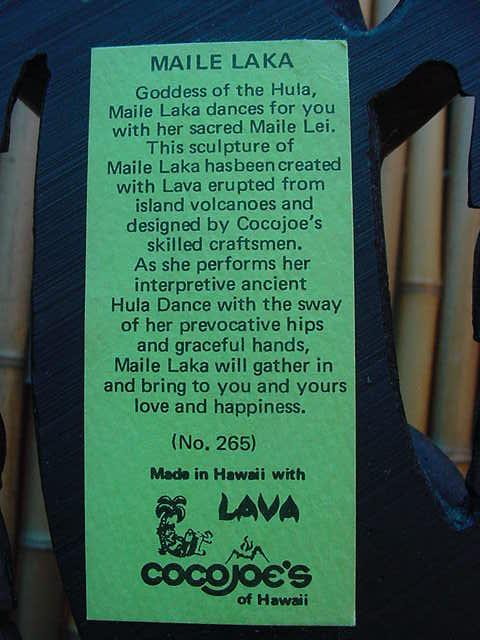 MAILE LAKA
Goddess of the Hula,
Maile Laka dances for you
with her sacred Maile Lei.
This sculpture of
Maile Laka hasbeen created
with Lava erupted from
island volcanoes and
designed by Cocojoe's
skilled craftsmen.
As she performs her
interpretive ancient
Hula Dance with the sway
of her prevocative hips
and graceful hands,
Maile Laka will gather in
and bring to you and yours
love and happiness.
(No. 265)
Made in Hawaii with
LAVA
COCOJOE'S
of Hawaii